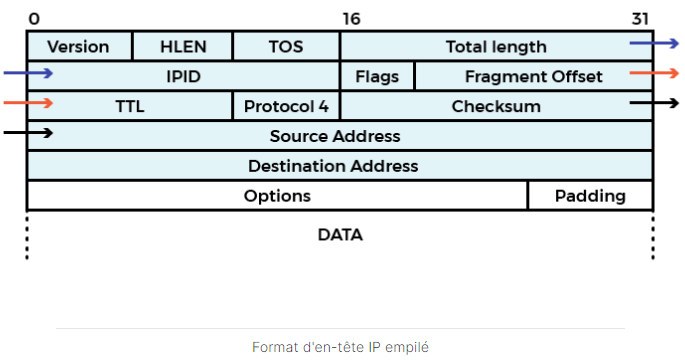 0 16 31
Version HLEN TOS Total length
IPID Flags Fragment Offset
TTL Protocol 4 Checksum
Source Address
Destination Address
Options Padding
DATA
Format d'en-tête IP empilé